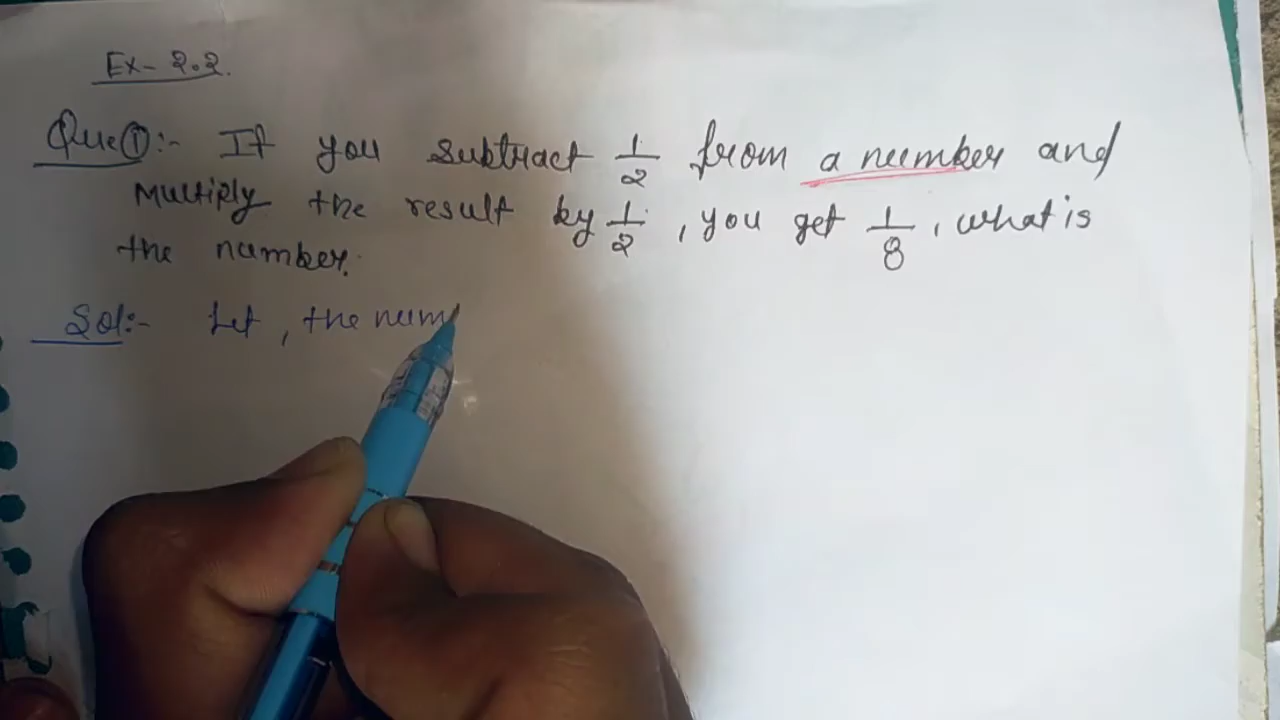 Ex- 2.2.
Que①:- If you subtract 1/2 from a number and
Multiply the result by 1/2 , you get 1/8 , what is
the number.
Sol:- Let , the num